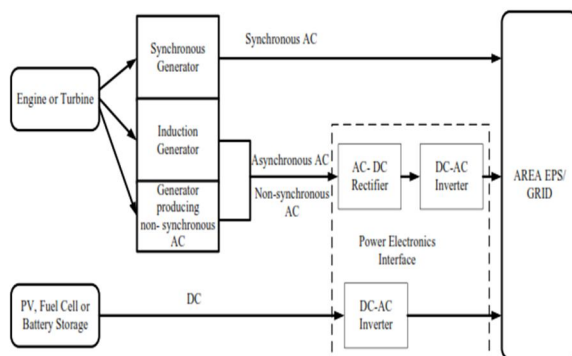 Synchronous
Generator
Synchronous AC
Engine or Turbine
Induction
Generator
Asynchronous AC
Non-synchronous
AC
Generator
producing
non- synchronous
AC
AC- DC
Rectifier
DC-AC
Inverter
AREA EPS/
GRID
Power Electronics
Interface
PV, Fuel Cell or
Battery Storage
DC
DC-AC
Inverter